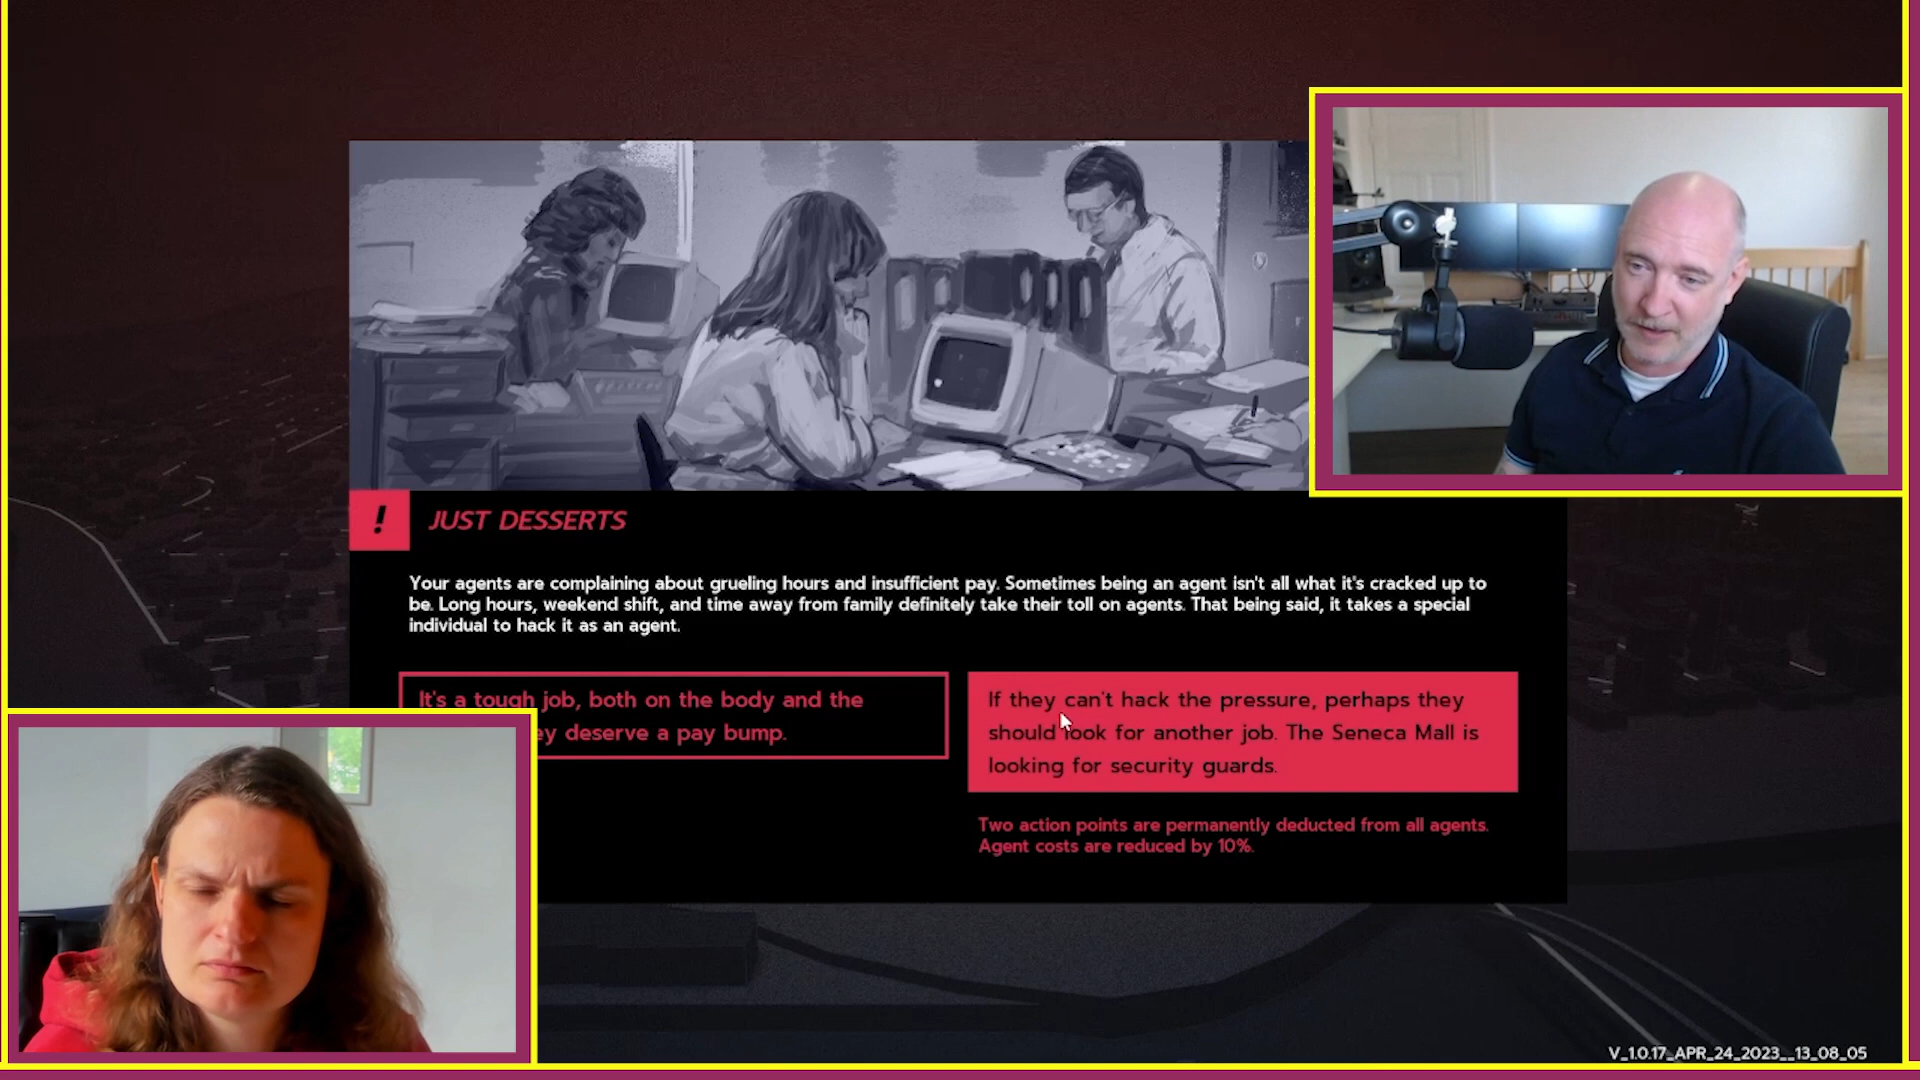 !
JUST DESSERTS
Your agents are complaining about grueling hours and insufficient pay. Sometimes being an agent isn't all what it's cracked up to
be. Long hours, weekend shift, and time away from family definitely take their toll on agents. That being said, it takes a special
individual to hack it as an agent.
It's a tough job, both on the body and the
deserve a pay bump.
If they can't hack the pressure, perhaps they
should look for another job. The Seneca Mall is
looking for security guards.
Two action points are permanently deducted from all agents.
Agent costs are reduced by 10%.
V_1.0.17_APR_24_2023__13_08_05